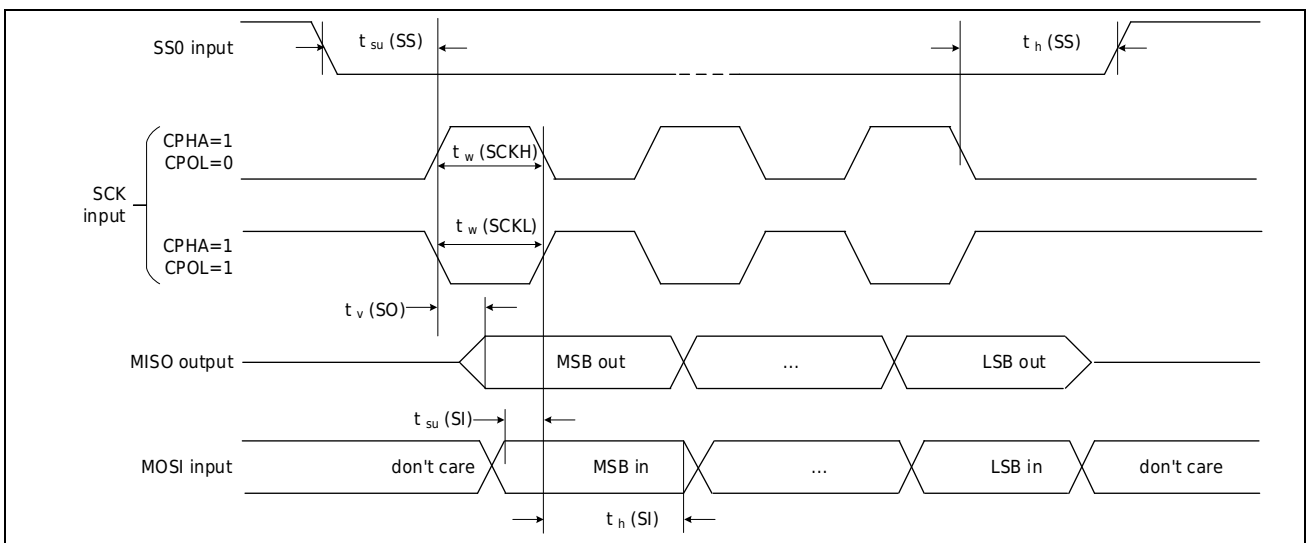 SS0 input
t su (SS)
t h (SS)
CPHA=1
CPOL=0
t w (SCKH)
SCK
input
t w (SCKL)
CPHA=1
CPOL=1
t v (SO)
MISO output
MSB out
...
LSB out
t su (SI)
MOSI input
don't care
MSB in
...
LSB in
don't care
t h (SI)